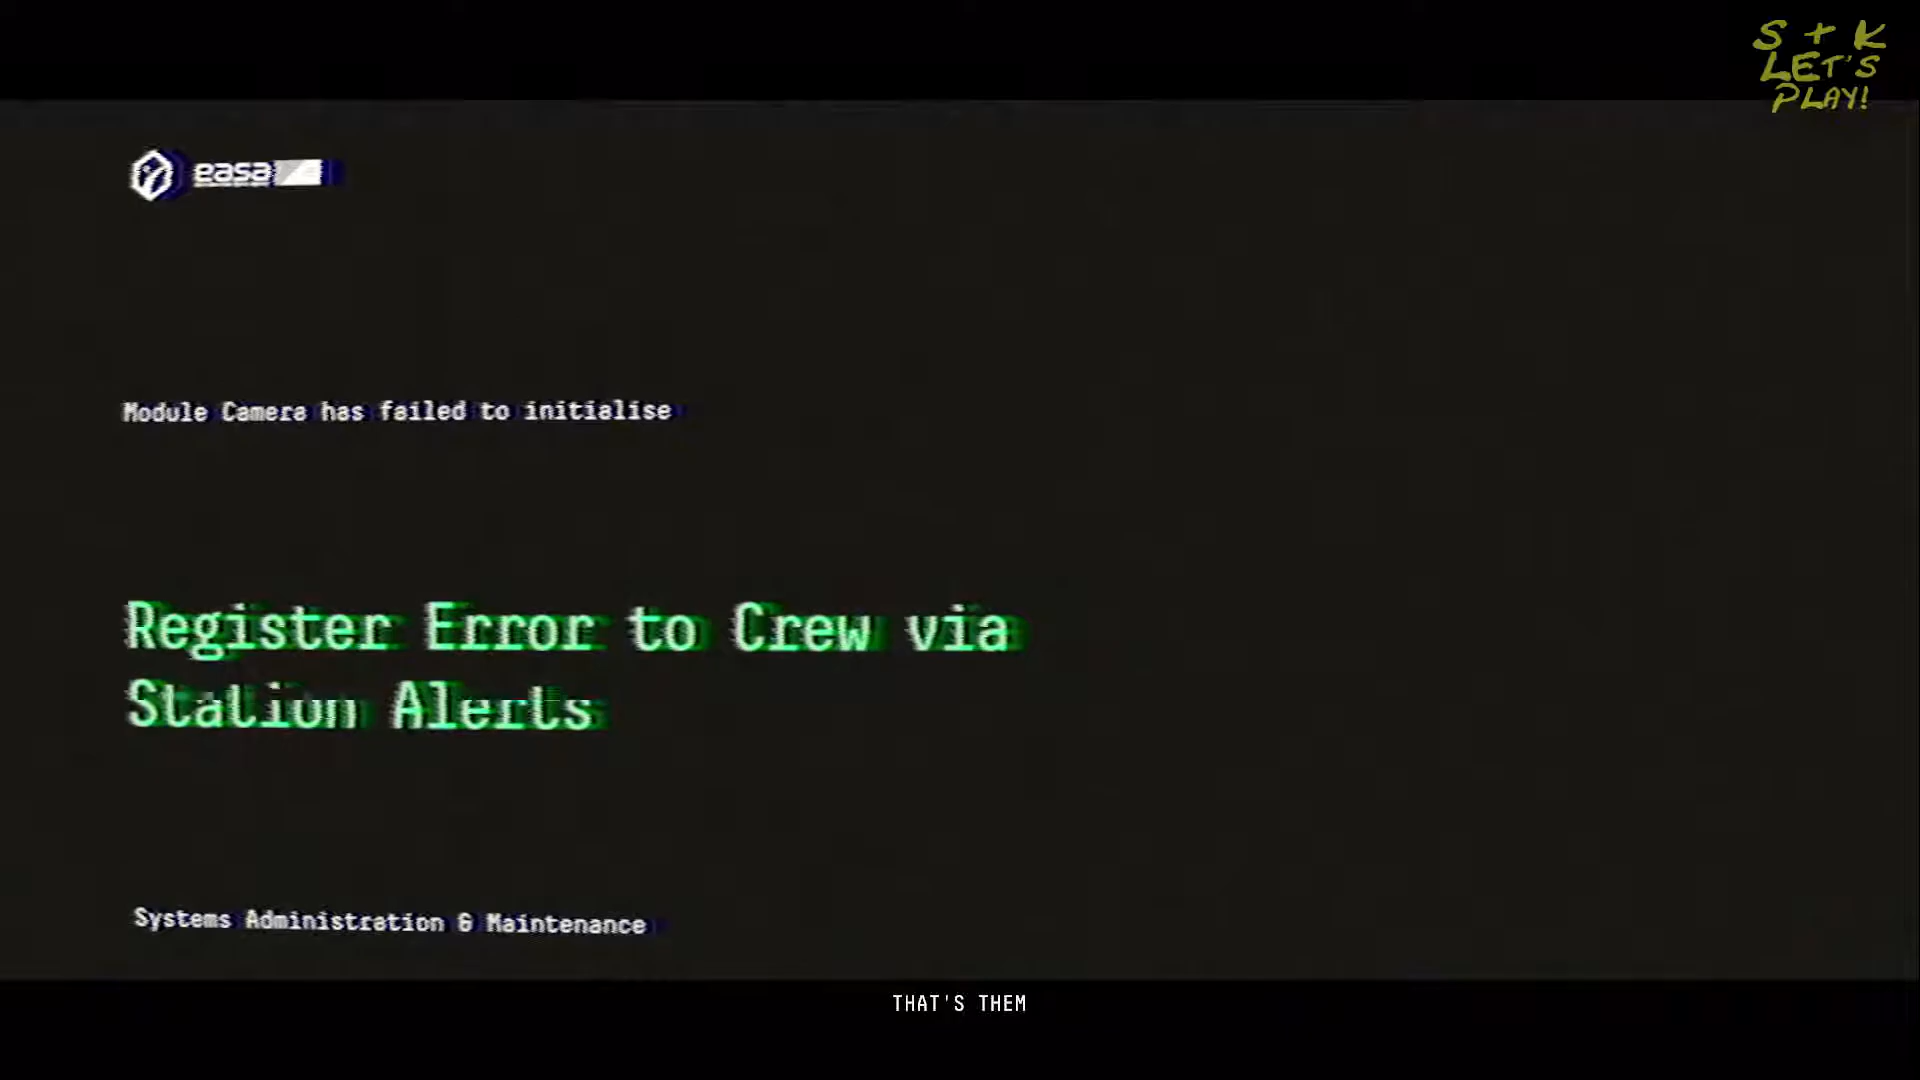 S + K
LET'S
PLAY!
easa
Module Camera has failed to initialise
Register Error to Crew via
Station Alerts
Systems Administration & Maintenance
THAT'S THEM